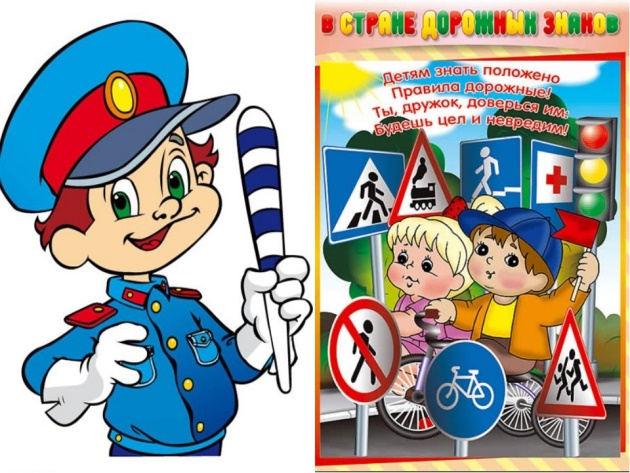 В СТРАНЕ ДОРОЖНЫХ ЗНАКОВ
Детям знать положено
Правила дорожные!
Ты, дружок, доверься им:
Будешь цел и невредим!